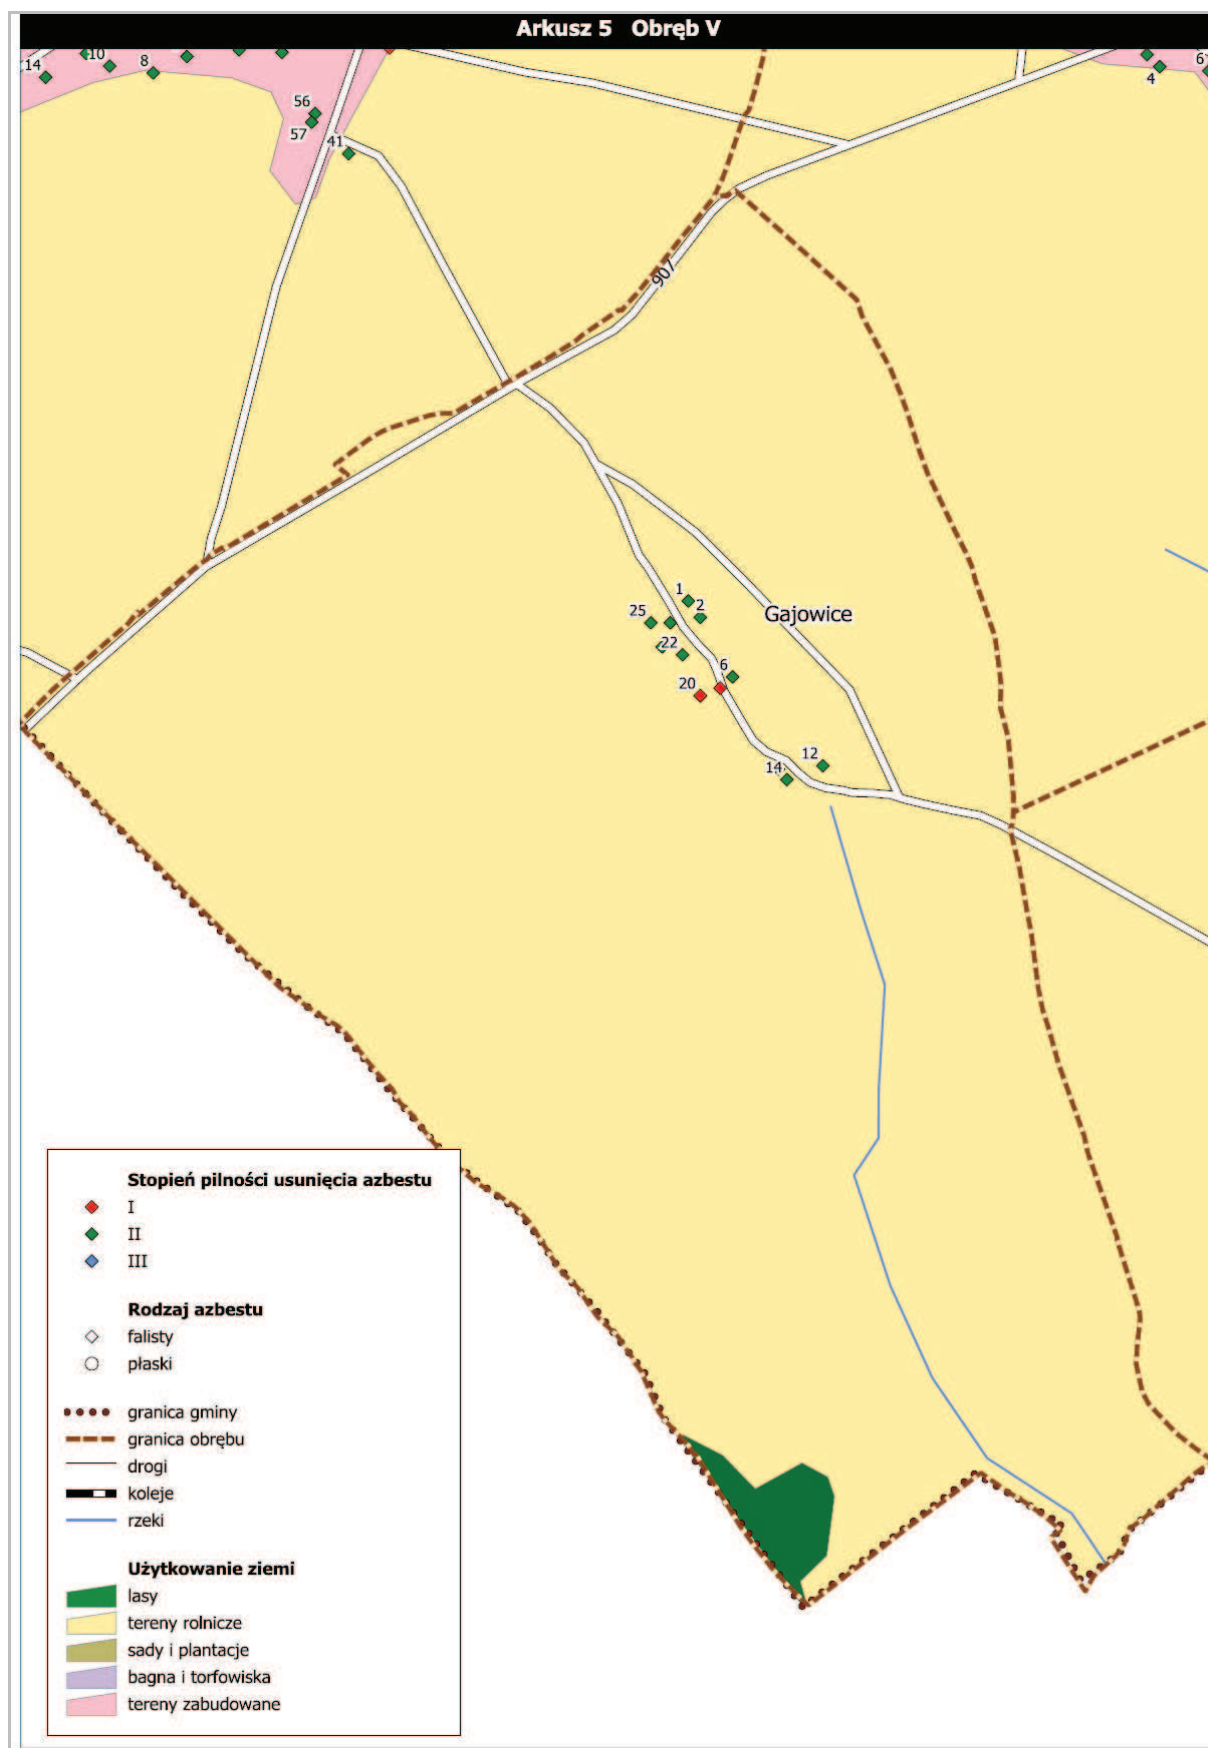 Arkusz 5 Obręb V
14
10
8
56
57
41
4
6
907
1
2
25
22
Gajowice
6
20
12
14
Stopień pilności usunięcia azbestu
I
II
III
Rodzaj azbestu
falisty
płaski
granica gminy
granica obrębu
drogi
koleje
rzeki
Użytkowanie ziemi
lasy
tereny rolnicze
sady i plantacje
bagna i torfowiska
tereny zabudowane